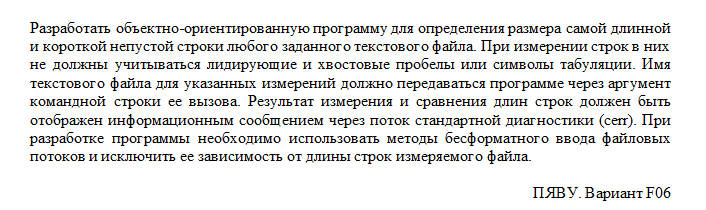 Разработать объектно-ориентированную программу для определения размера самой длинной
и короткой непустой строки любого заданного текстового файла. При измерении строк в них
не должны учитываться лидирующие и хвостовые пробелы или символы табуляции. Имя
текстового файла для указанных измерений должно передаваться программе через аргумент
командной строки ее вызова. Результат измерения и сравнения длин строк должен быть
отображен информационным сообщением через поток стандартной диагностики (cerr). При
разработке программы необходимо использовать методы бесформатного ввода файловых
потоков и исключить ее зависимость от длины строк измеряемого файла.
ПЯВУ. Вариант F06